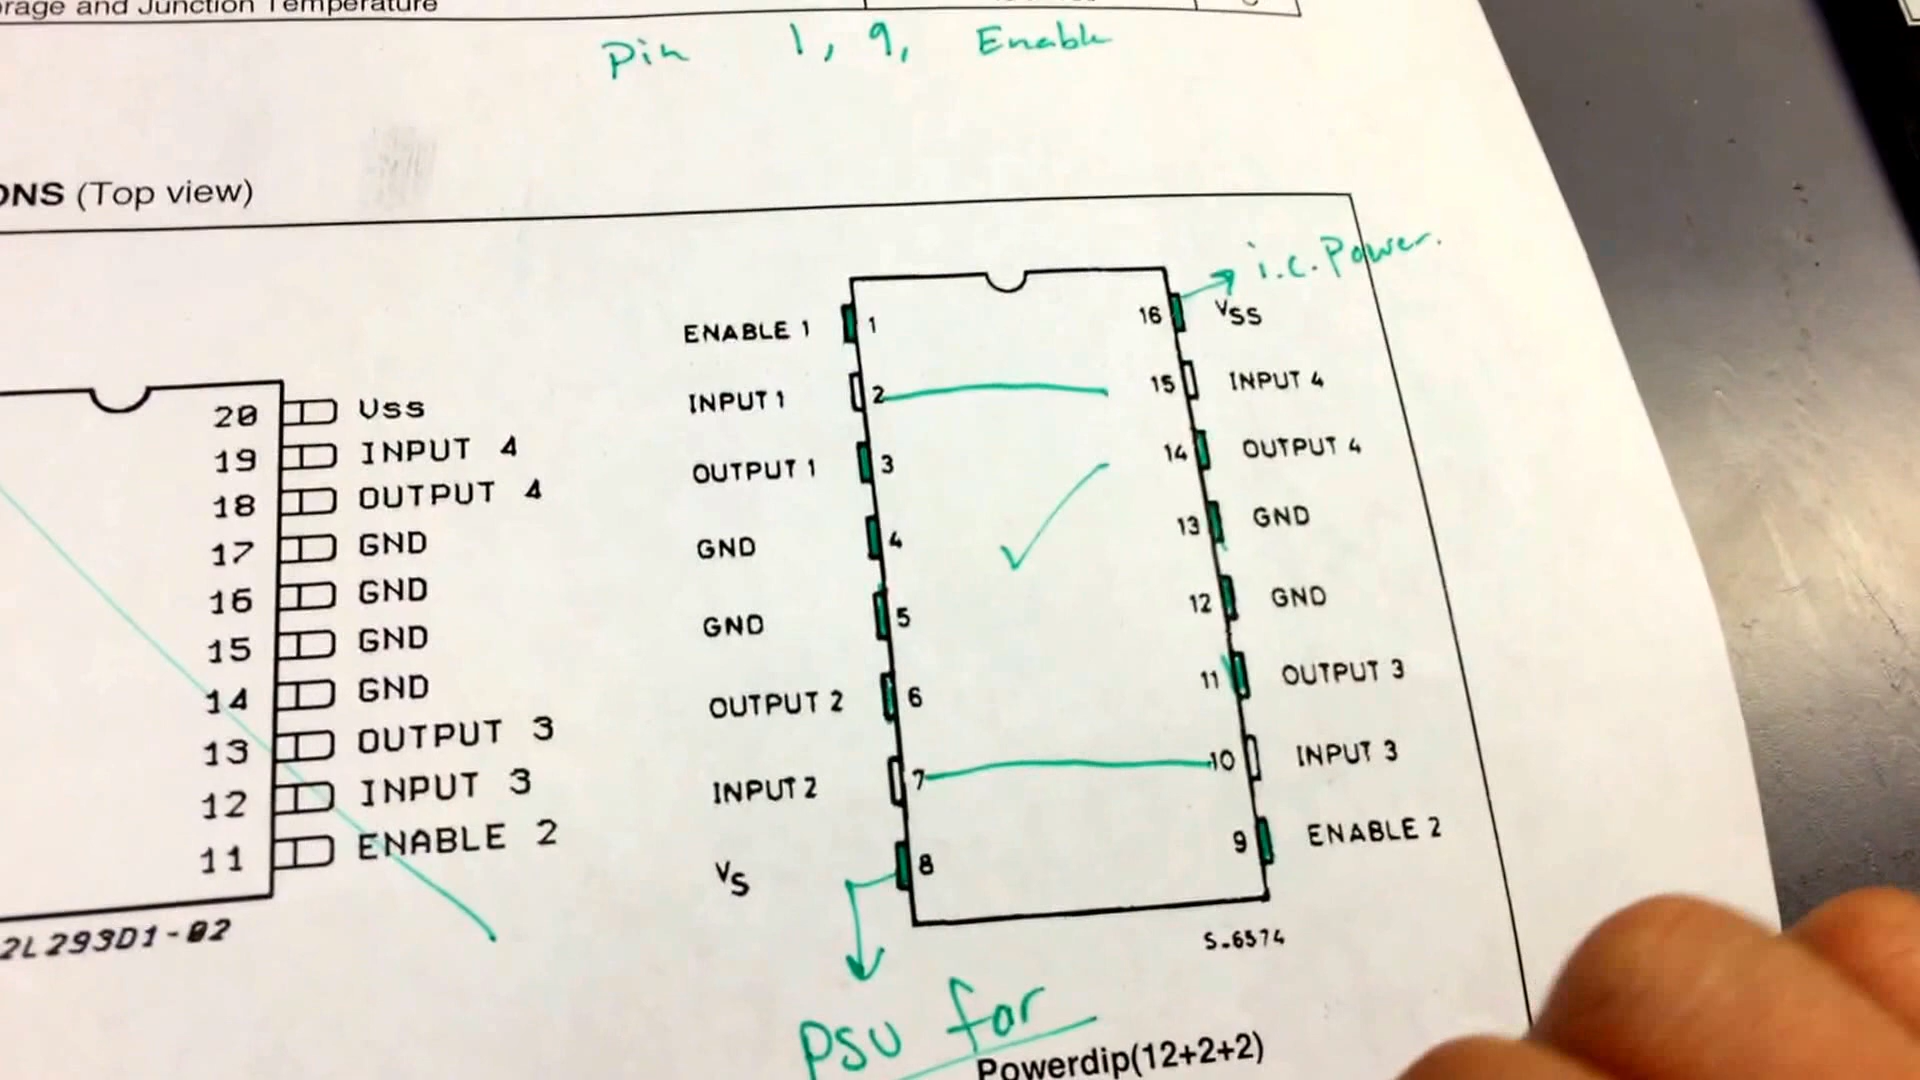 rage and Junction Temperature
Pin 1, 9, Enable
ONS (Top view)
i.c. Power.
ENABLE 1 1 16 VSS
INPUT 1 2 15 INPUT 4
OUTPUT 1 3 14 OUTPUT 4
GND 4 13 GND
GND 5 12 GND
OUTPUT 2 6 11 OUTPUT 3
INPUT 2 7 10 INPUT 3
VS 8 9 ENABLE 2
S-6574
20 Vss
19 INPUT 4
18 OUTPUT 4
17 GND
16 GND
15 GND
14 GND
13 OUTPUT 3
12 INPUT 3
11 ENABLE 2
2L293D1-02
PSU for
Powerdip(12+2+2)